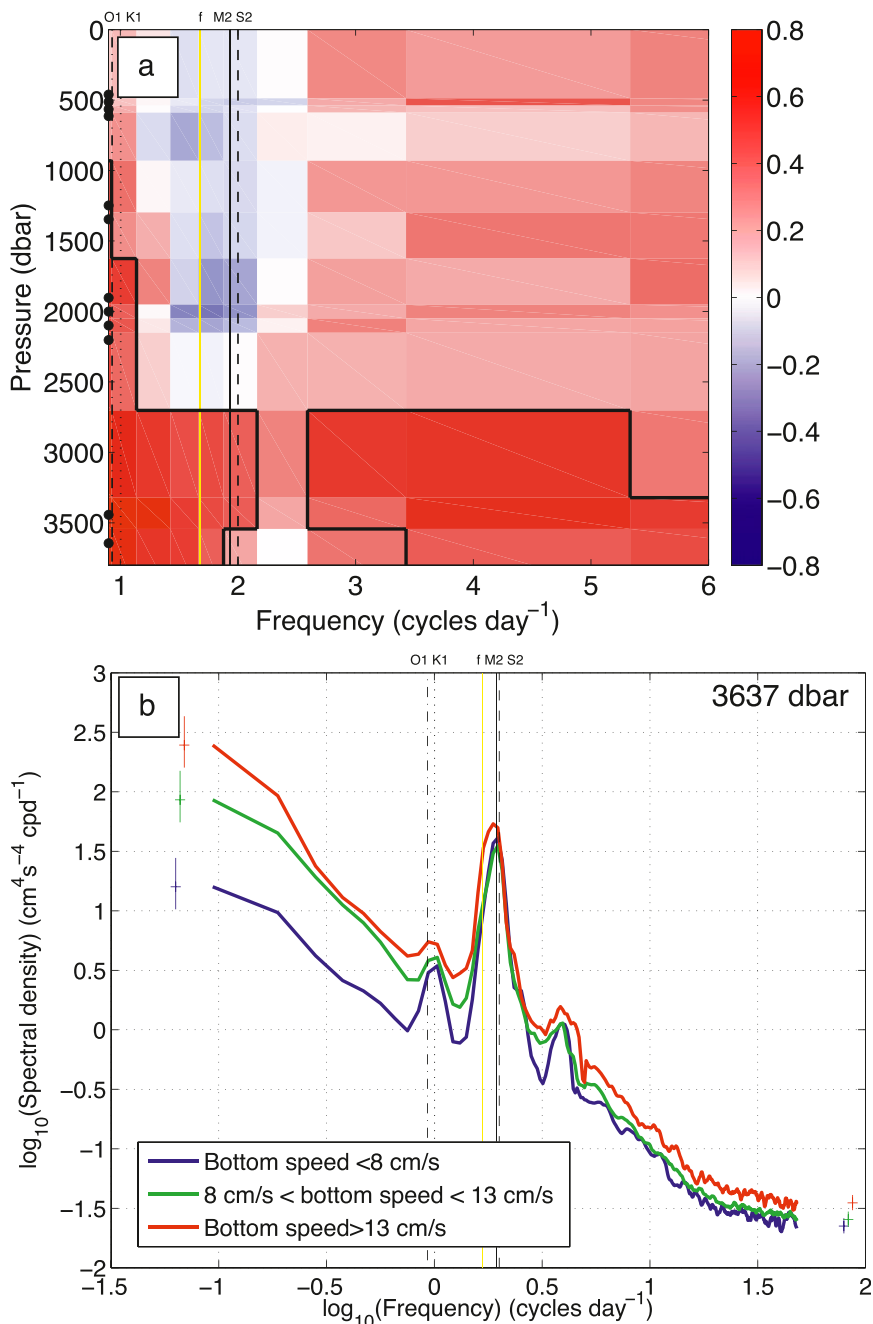 O1 K1 f M2 S2
a
0
500
1000
1500
2000
2500
3000
3500
Pressure (dbar)
1 2 3 4 5 6
Frequency (cycles day⁻¹)
0.8
0.6
0.4
0.2
0
−0.2
−0.4
−0.6
−0.8
O1 K1 f M2 S2
b
3637 dbar
3
2.5
2
1.5
1
0.5
0
−0.5
−1
−1.5
−2
log₁₀(Spectral density) (cm⁴s⁻⁴ cpd⁻¹)
Bottom speed <8 cm/s
8 cm/s < bottom speed < 13 cm/s
Bottom speed>13 cm/s
−1.5 −1 −0.5 0 0.5 1 1.5 2
log₁₀(Frequency) (cycles day⁻¹)